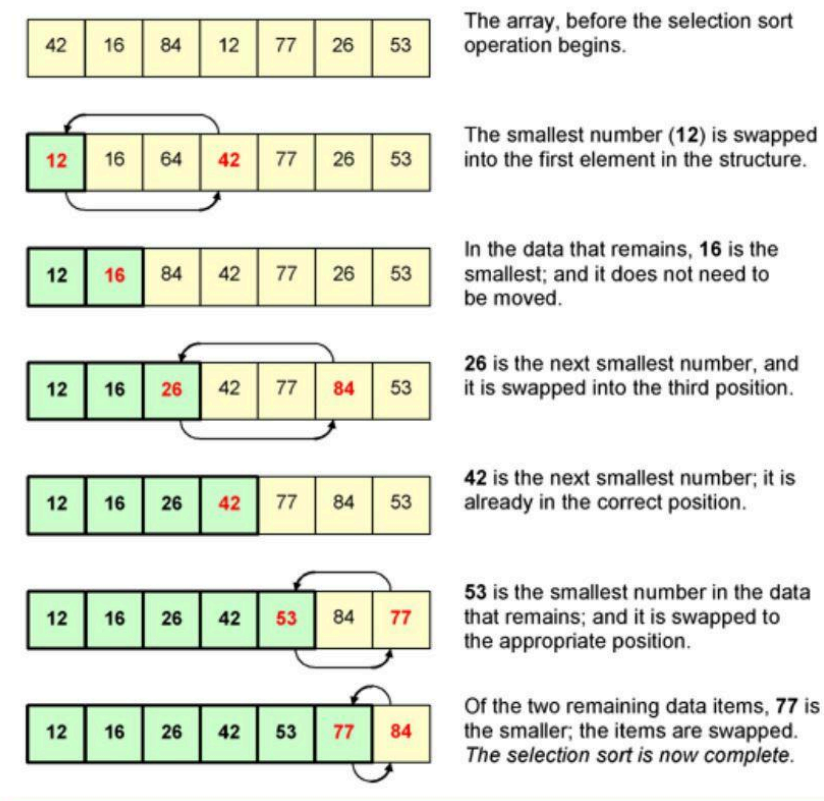 42 16 84 12 77 26 53
The array, before the selection sort
operation begins.
12 16 64 42 77 26 53
The smallest number (12) is swapped
into the first element in the structure.
12 16 84 42 77 26 53
In the data that remains, 16 is the
smallest; and it does not need to
be moved.
12 16 26 42 77 84 53
26 is the next smallest number, and
it is swapped into the third position.
12 16 26 42 77 84 53
42 is the next smallest number; it is
already in the correct position.
12 16 26 42 53 84 77
53 is the smallest number in the data
that remains; and it is swapped to
the appropriate position.
12 16 26 42 53 77 84
Of the two remaining data items, 77 is
the smaller; the items are swapped.
The selection sort is now complete.